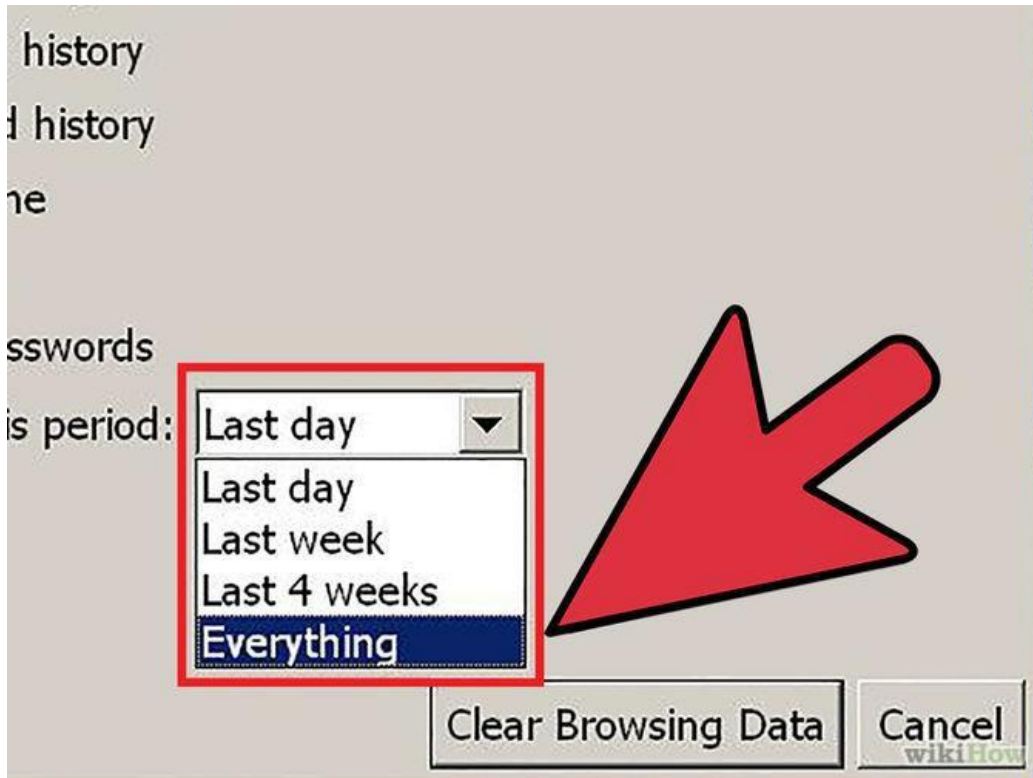 history
d history
ne
sswords
is period: Last day
Last day
Last week
Last 4 weeks
Everything
Clear Browsing Data Cancel
wikiHow